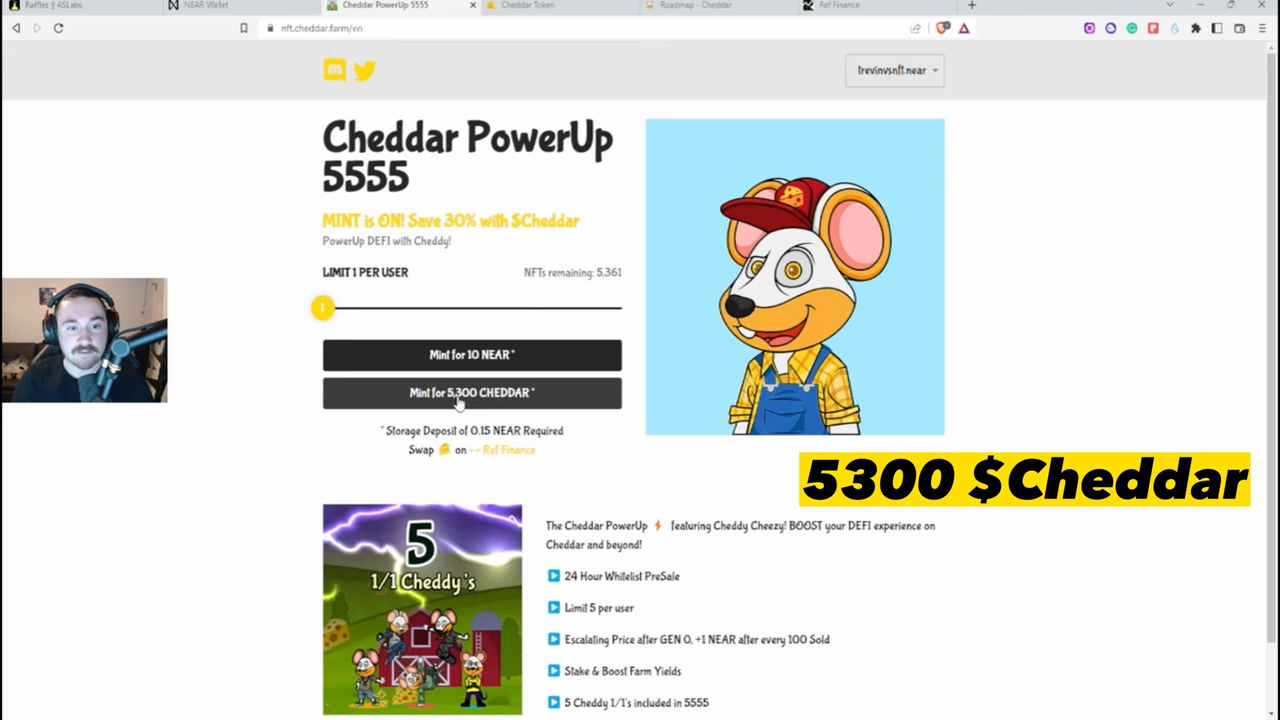 Raffles || ASLabs
NEAR Wallet
Cheddar PowerUp 5555
Cheddar Token
Roadmap - Cheddar
Ref Finance
nft.cheddar.farm/en
trevinvsnft.near
Cheddar PowerUp
5555
MINT is ON! Save 30% with $Cheddar
PowerUp DEFI with Cheddy!
LIMIT 1 PER USER
NFTs remaining: 5,361
1
Mint for 10 NEAR *
Mint for 5,300 CHEDDAR *
* Storage Deposit of 0.15 NEAR Required
Swap on ↔ Ref Finance
5300 $Cheddar
5
1/1 Cheddy's
The Cheddar PowerUp ⚡ featuring Cheddy Cheezy! BOOST your DEFI experience on
Cheddar and beyond!
24 Hour Whitelist PreSale
Limit 5 per user
Escalating Price after GEN 0, +1 NEAR after every 100 Sold
Stake & Boost Farm Yields
5 Cheddy 1/1's included in 5555